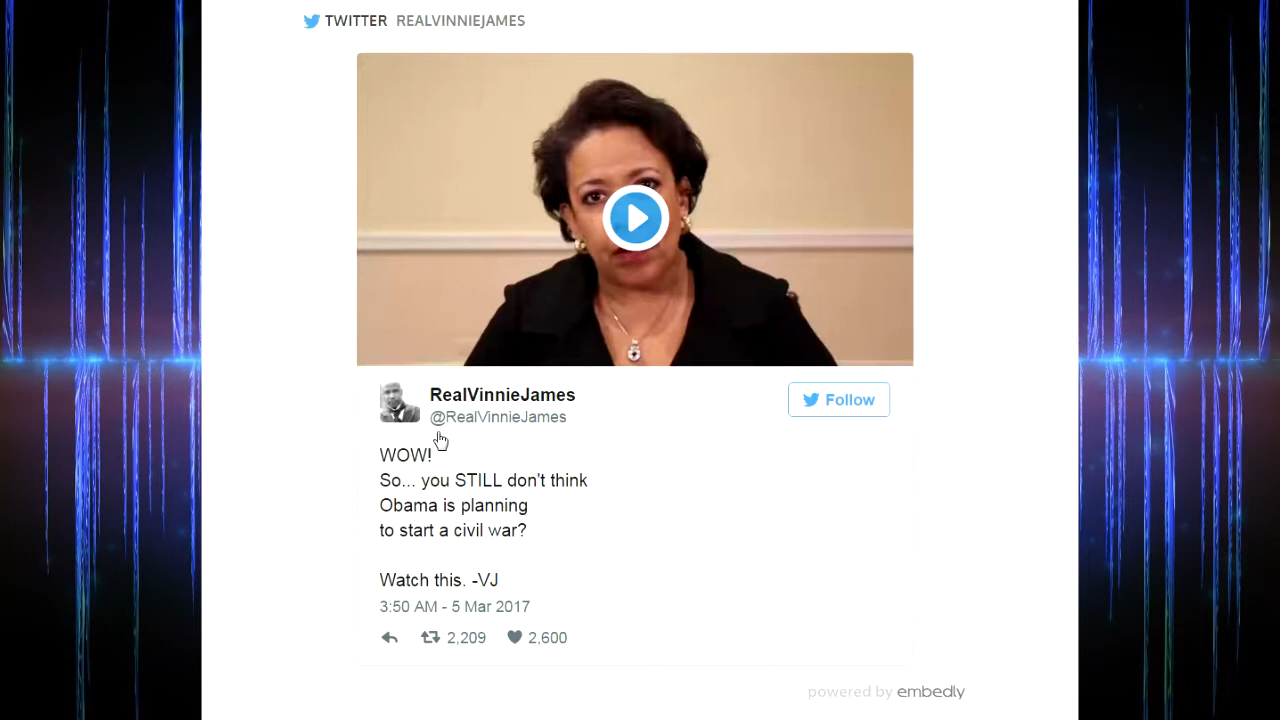 TWITTER REALVINNIEJAMES
RealVinnieJames
Follow
@RealVinnieJames
WOW!
So... you STILL don't think
Obama is planning
to start a civil war?
Watch this. -VJ
3:50 AM - 5 Mar 2017
2,209 2,600
powered by embedly